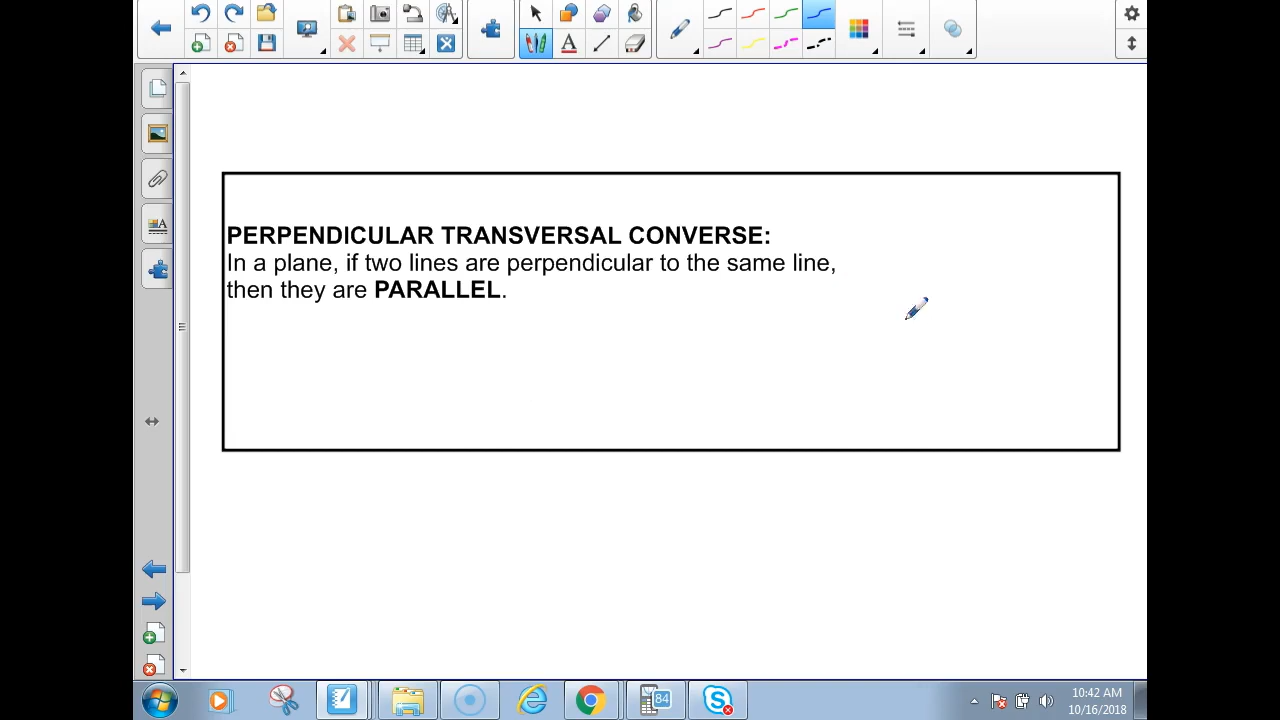 PERPENDICULAR TRANSVERSAL CONVERSE:
In a plane, if two lines are perpendicular to the same line,
then they are PARALLEL.
84
10:42 AM
10/16/2018